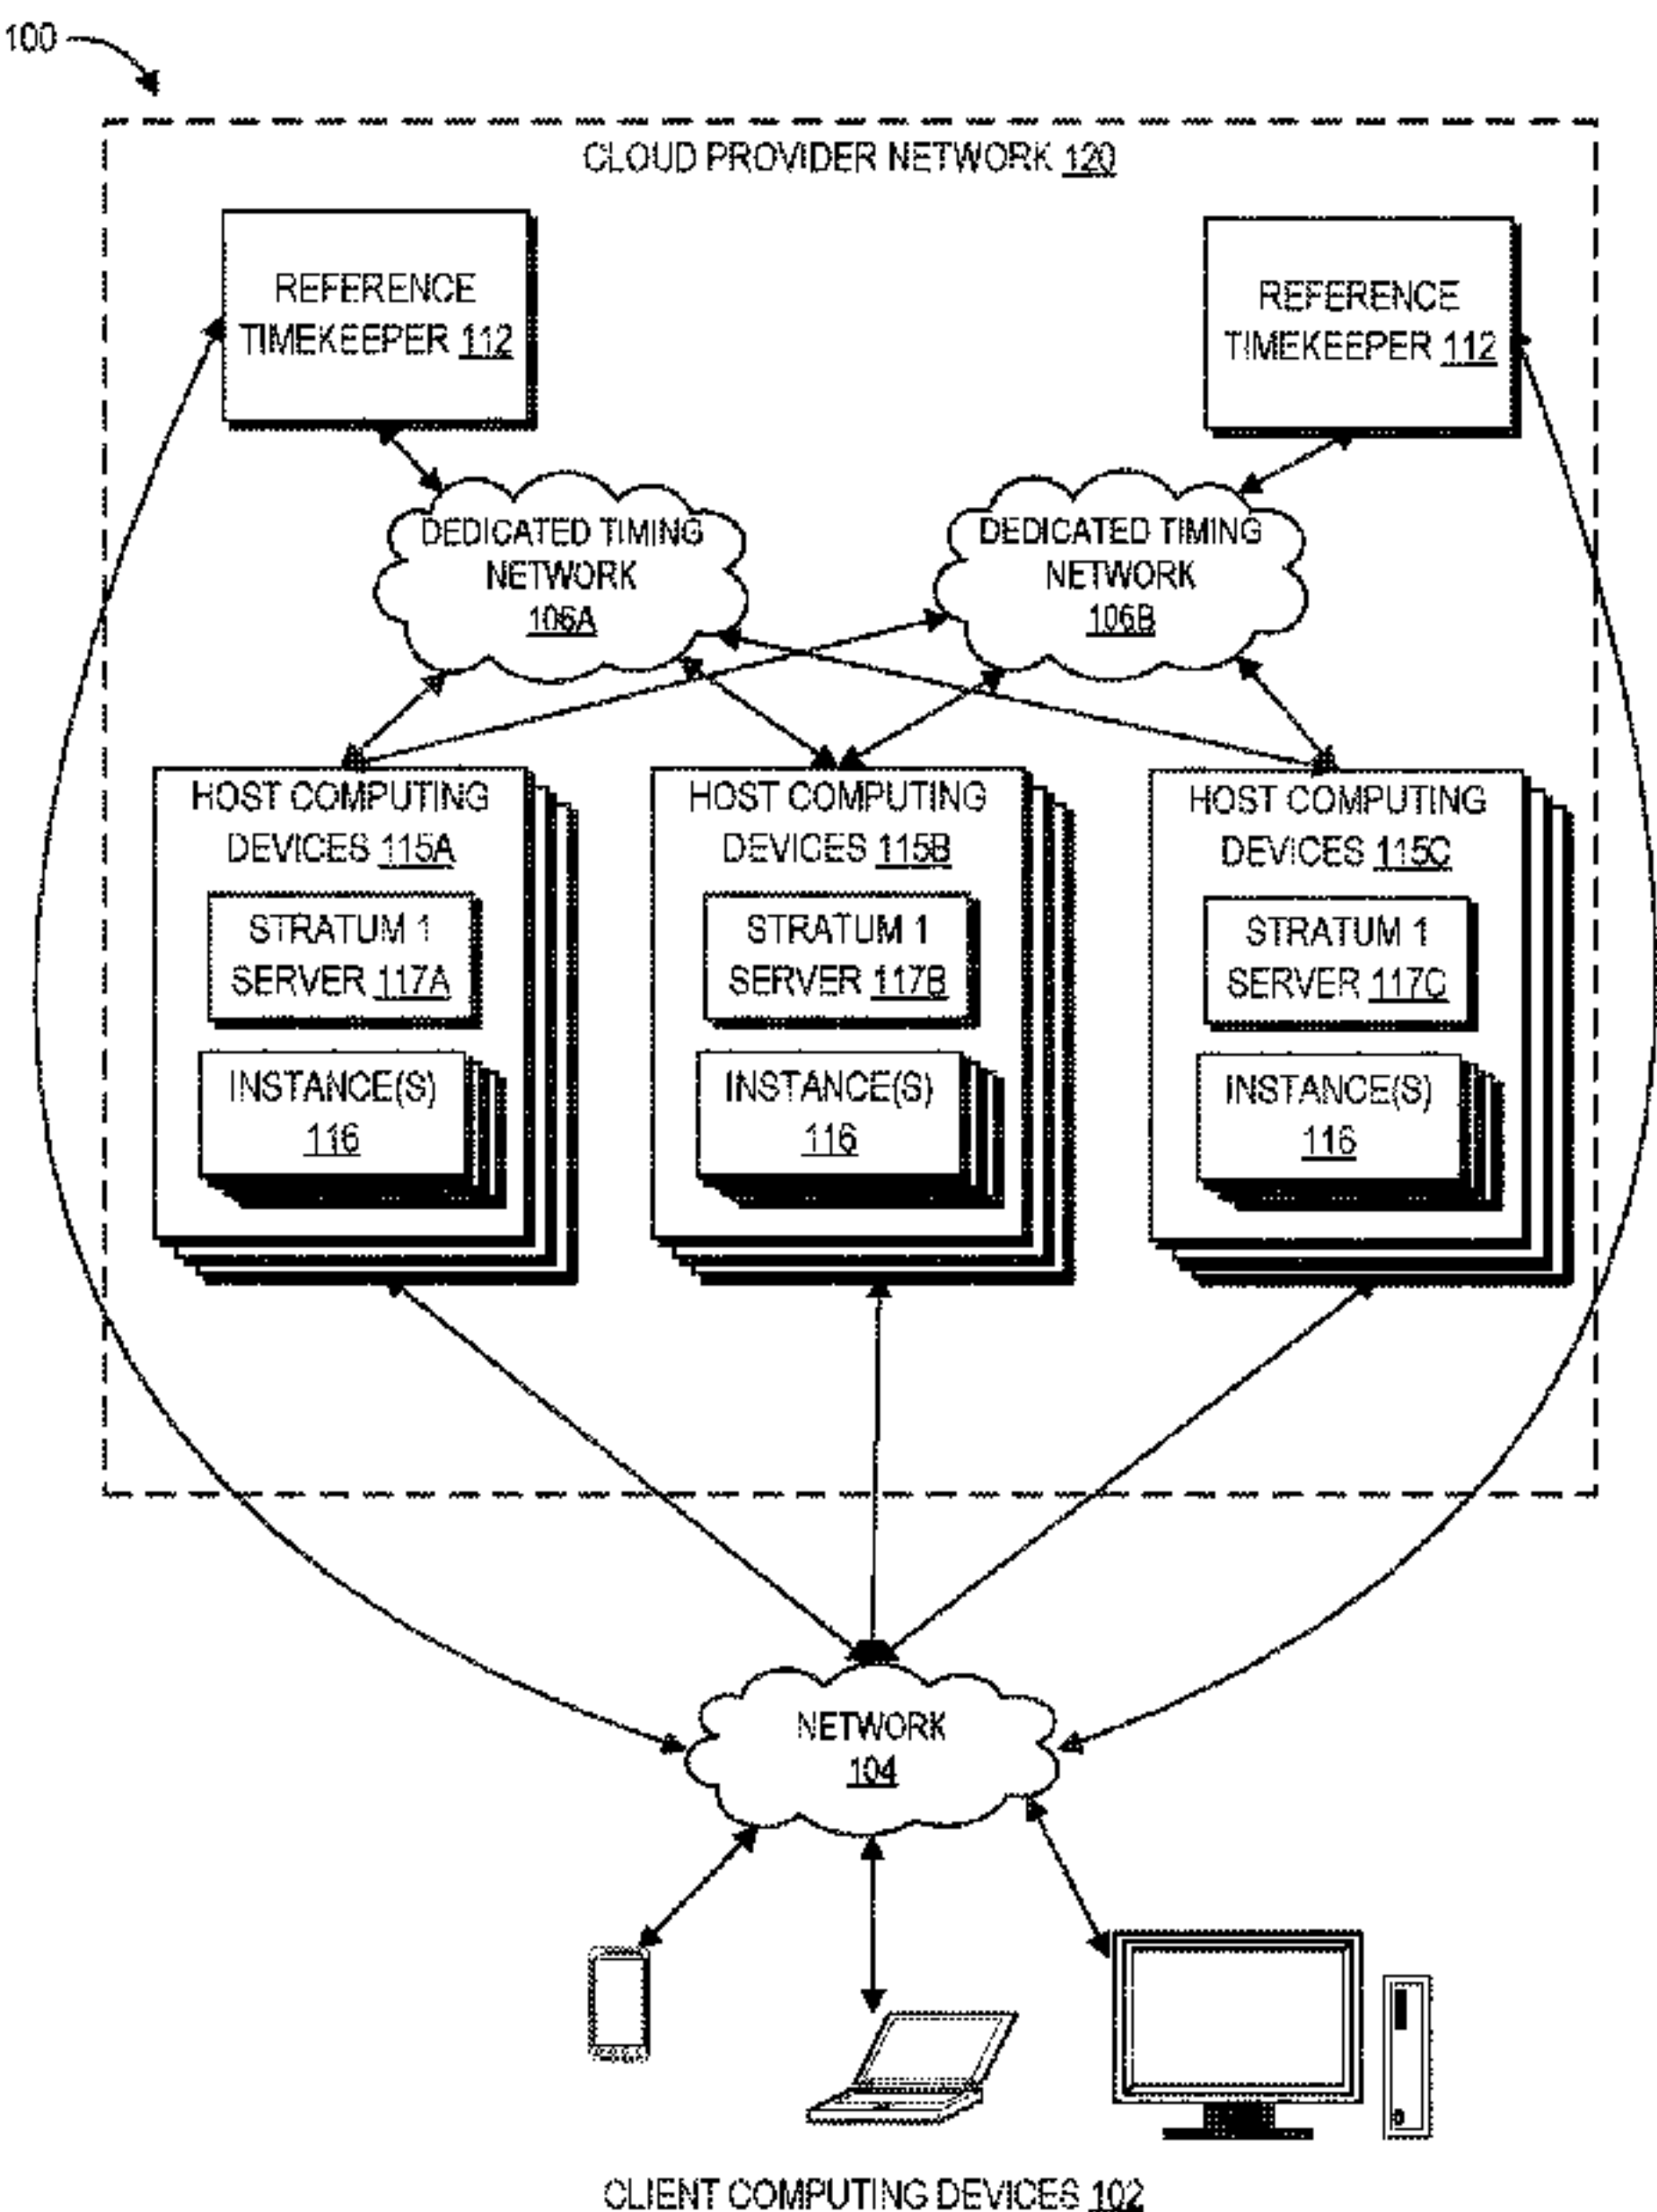 100
CLOUD PROVIDER NETWORK 120
REFERENCE
TIMEKEEPER 112
REFERENCE
TIMEKEEPER 112
DEDICATED TIMING
NETWORK
106A
DEDICATED TIMING
NETWORK
106B
HOST COMPUTING
DEVICES 115A
STRATUM 1
SERVER 117A
INSTANCE(S)
116
HOST COMPUTING
DEVICES 115B
STRATUM 1
SERVER 117B
INSTANCE(S)
116
HOST COMPUTING
DEVICES 115C
STRATUM 1
SERVER 117C
INSTANCE(S)
116
NETWORK
104
CLIENT COMPUTING DEVICES 102